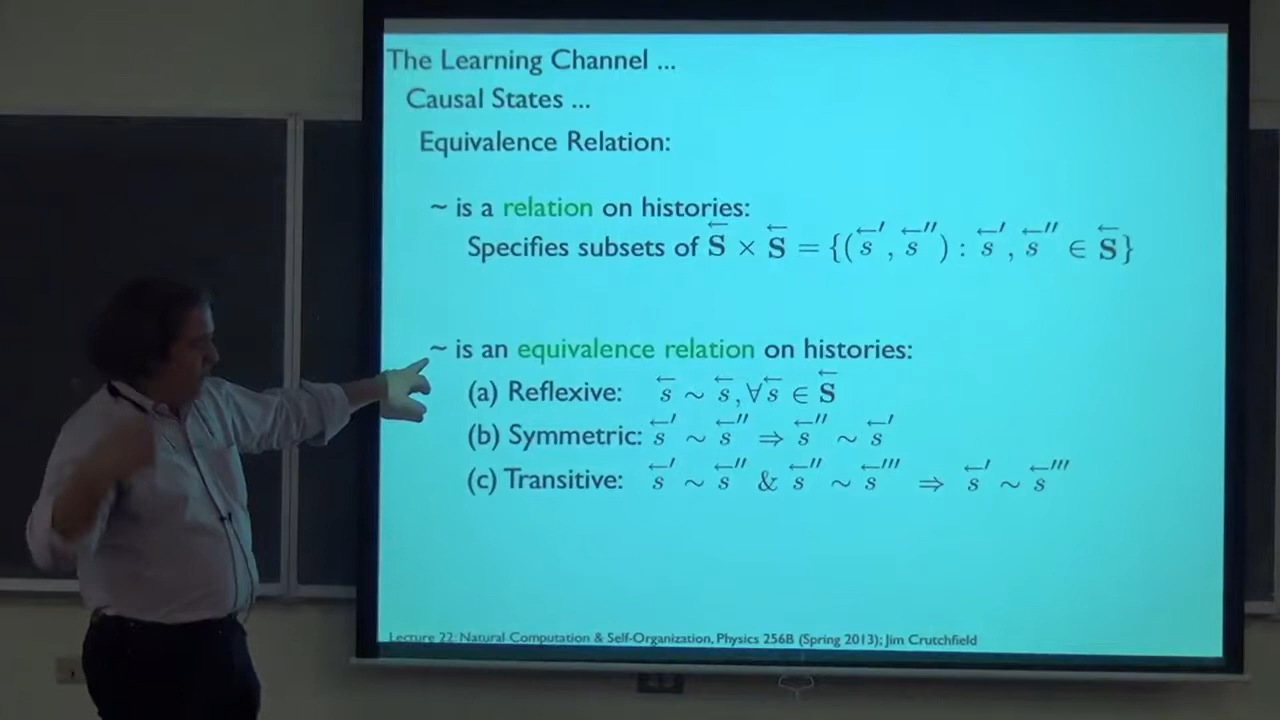 The Learning Channel ...
Causal States ...
Equivalence Relation:
~ is a relation on histories:
Specifies subsets of S⃖ × S⃖ = {(s⃖′, s⃖″) : s⃖′, s⃖″ ∈ S⃖}
~ is an equivalence relation on histories:
(a) Reflexive: s⃖ ∼ s⃖, ∀s⃖ ∈ S⃖
(b) Symmetric: s⃖′ ∼ s⃖″ ⇒ s⃖″ ∼ s⃖′
(c) Transitive: s⃖′ ∼ s⃖″ & s⃖″ ∼ s⃖‴ ⇒ s⃖′ ∼ s⃖‴
Lecture 22: Natural Computation & Self-Organization, Physics 256B (Spring 2013); Jim Crutchfield